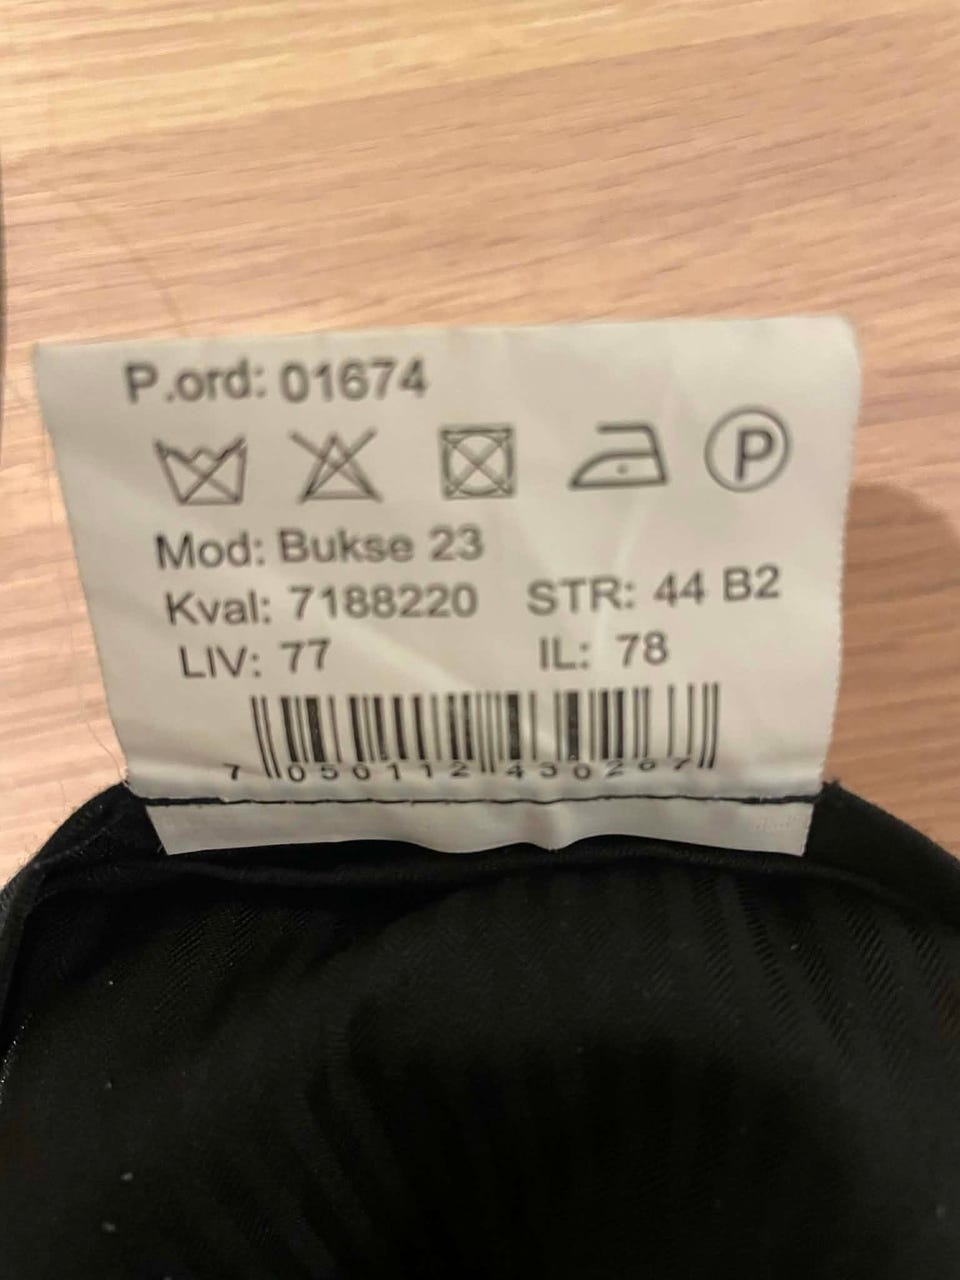 P.ord: 01674
P
Mod: Bukse 23
Kval: 7188220 STR: 44 B2
LIV: 77 IL: 78
7 050112 430267